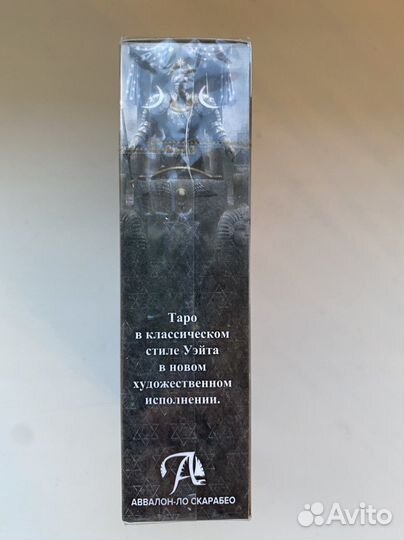 Таро
в классическом
стиле Уэйта
в новом
художественном
исполнении.
А
АВВАЛОН-ЛО СКАРАБЕО
Avito